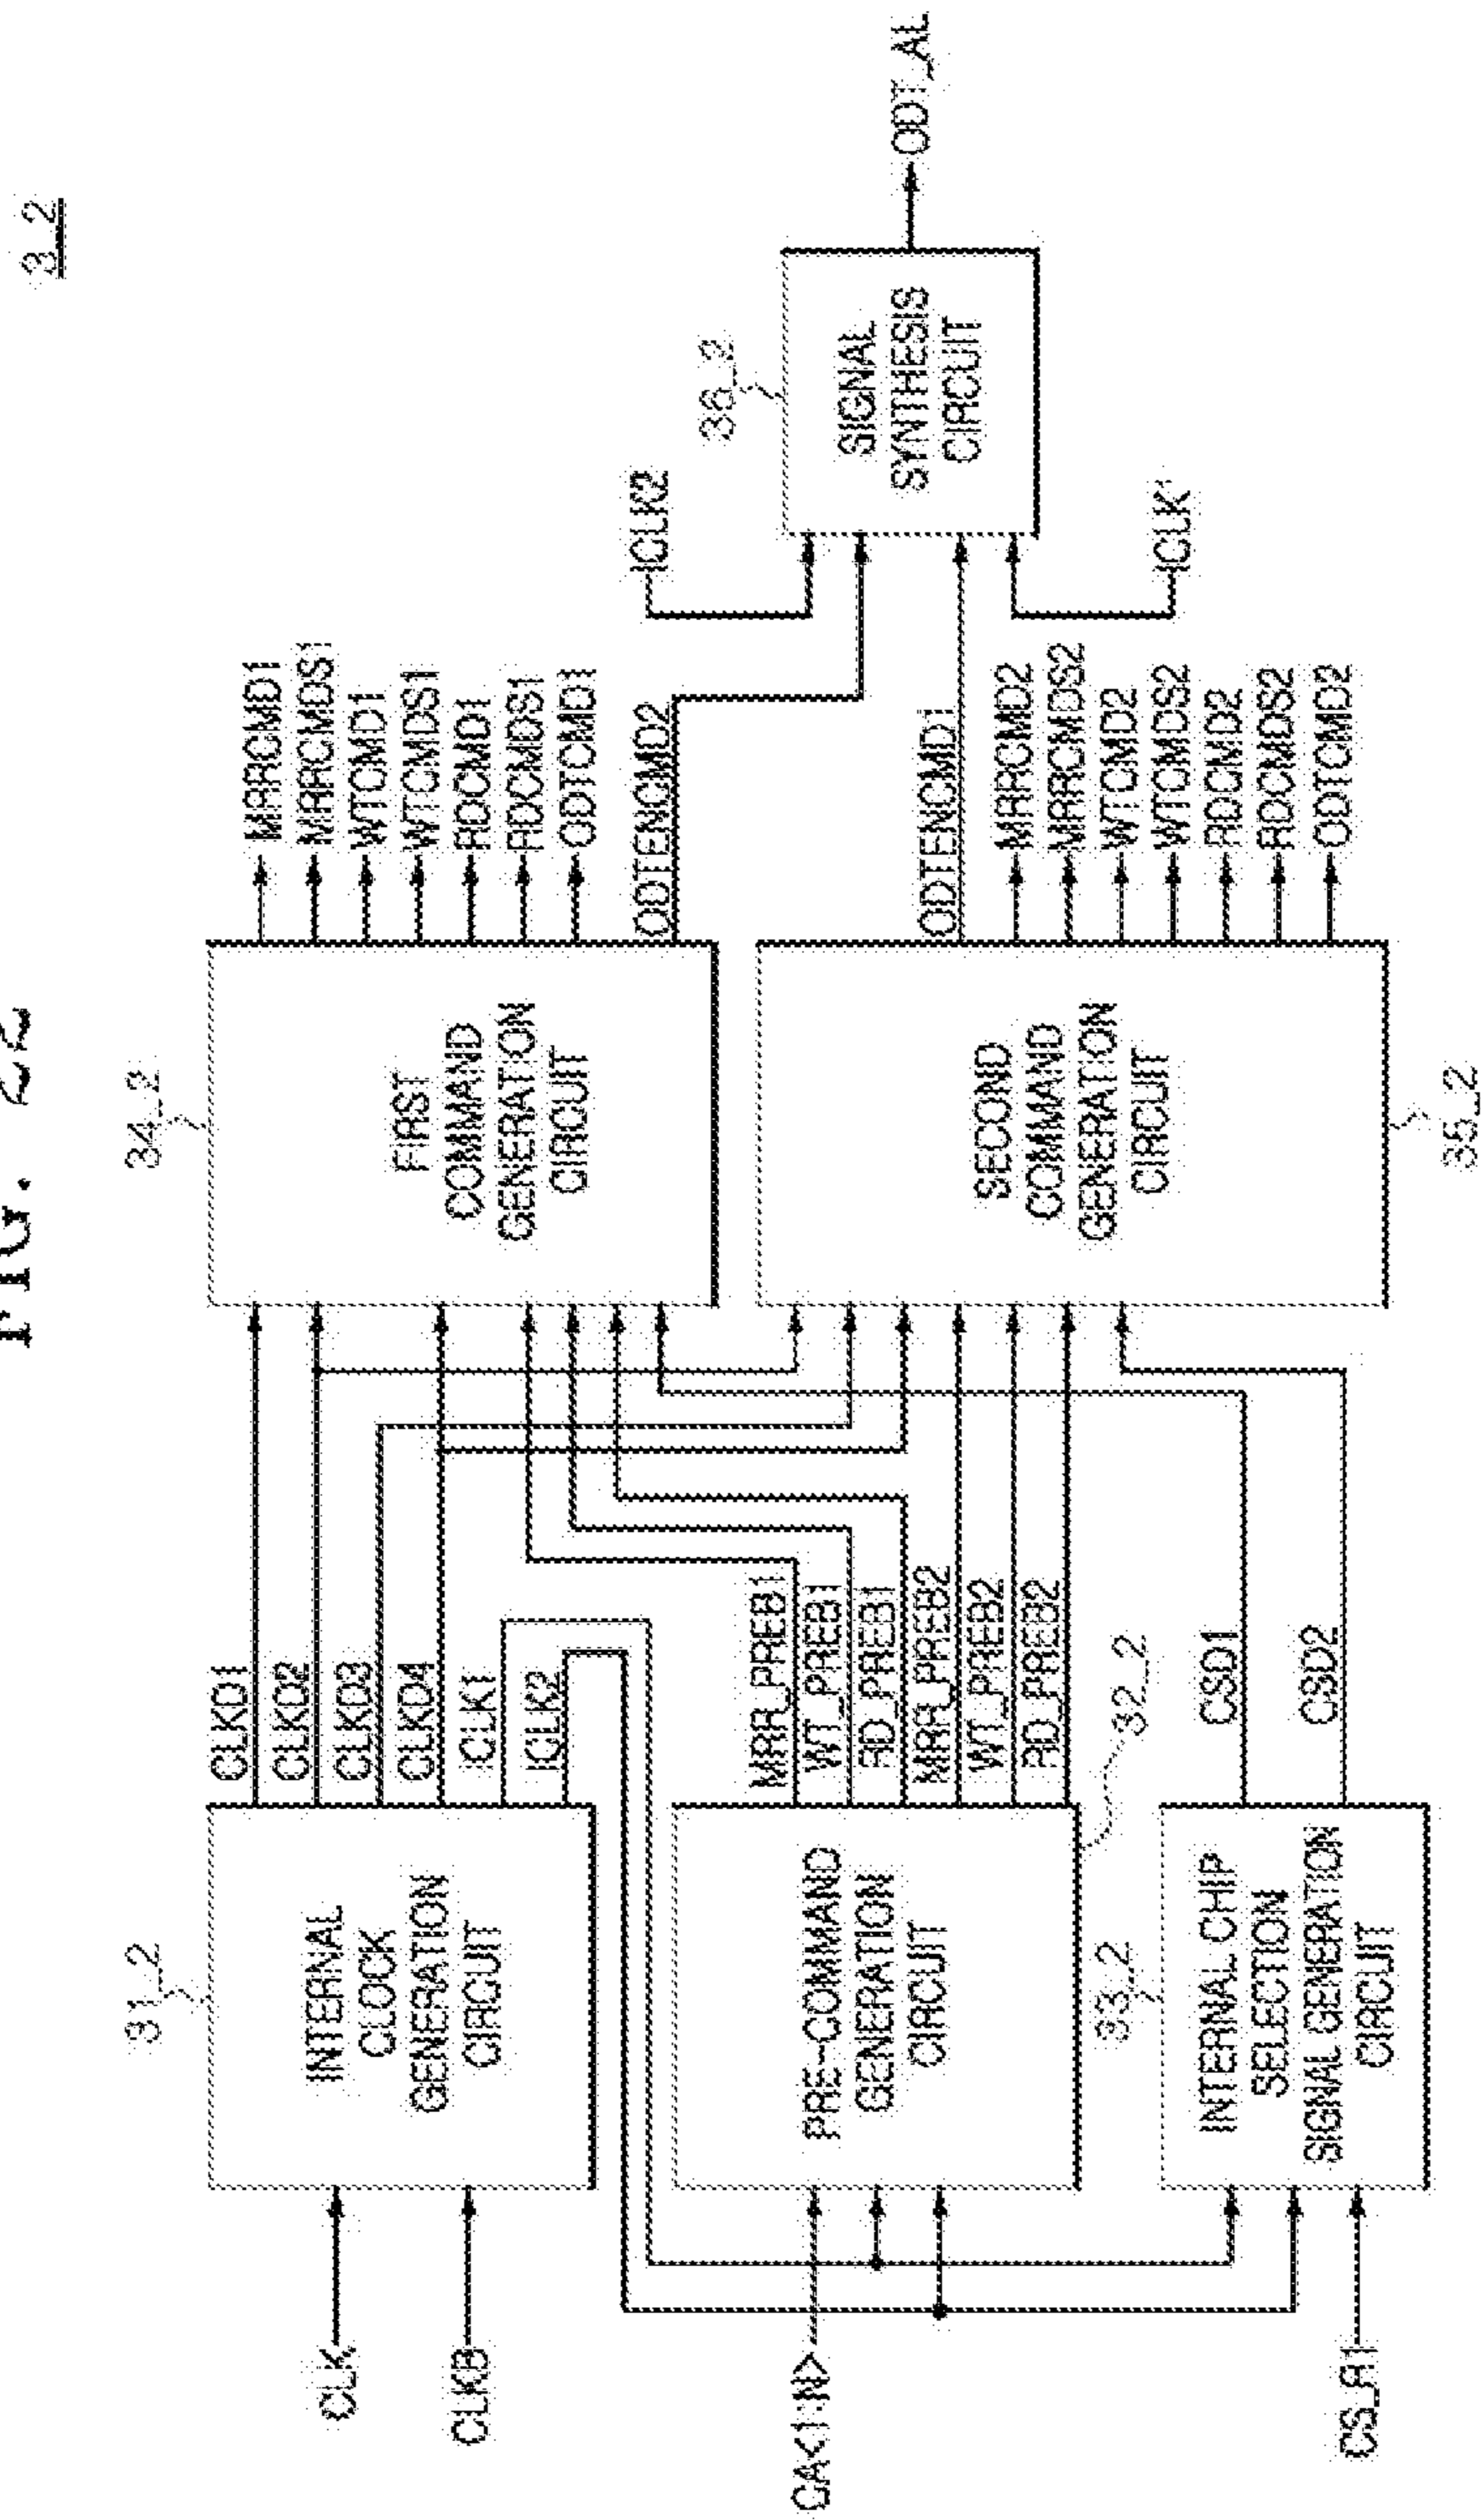 FIG. 22
3_2
CLK
CLKB
CA<1:N>
CS_R1
31_2
INTERNAL
CLOCK
GENERATION
CIRCUIT
CLKD1
CLKD2
CLKD3
CLKD4
ICLK1
ICLK2
PRE-COMMAND
GENERATION
CIRCUIT
32_2
MRR_PREB1
WT_PREB1
RD_PREB1
MRR_PREB2
WT_PREB2
RD_PREB2
33_2
INTERNAL CHIP
SELECTION
SIGNAL GENERATION
CIRCUIT
CSD1
CSD2
34_2
FIRST
COMMAND
GENERATION
CIRCUIT
MRRCMD1
MRRCMDS1
WTCMD1
WTCMDS1
RDCMD1
RDCMDS1
ODTCMD1
ODTENCMD2
SECOND
COMMAND
GENERATION
CIRCUIT
35_2
ODTENCMD1
MRRCMD2
MRRCMDS2
WTCMD2
WTCMDS2
RDCMD2
RDCMDS2
ODTCMD2
ICLK2
36_2
SIGNAL
SYNTHESIS
CIRCUIT
ICLK1
ODT_AL